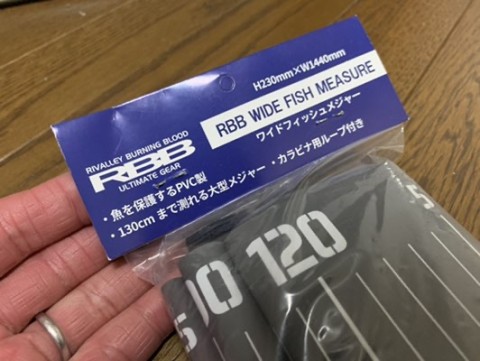 H230mm×W1440mm
RBB WIDE FISH MEASURE
ワイドフィッシュメジャー
RIVALLEY BURNING BLOOD
RBB
ULTIMATE GEAR
・魚を保護するPVC製
・130cmまで測れる大型メジャー ・カラビナ用ループ付き
120
00
5
5